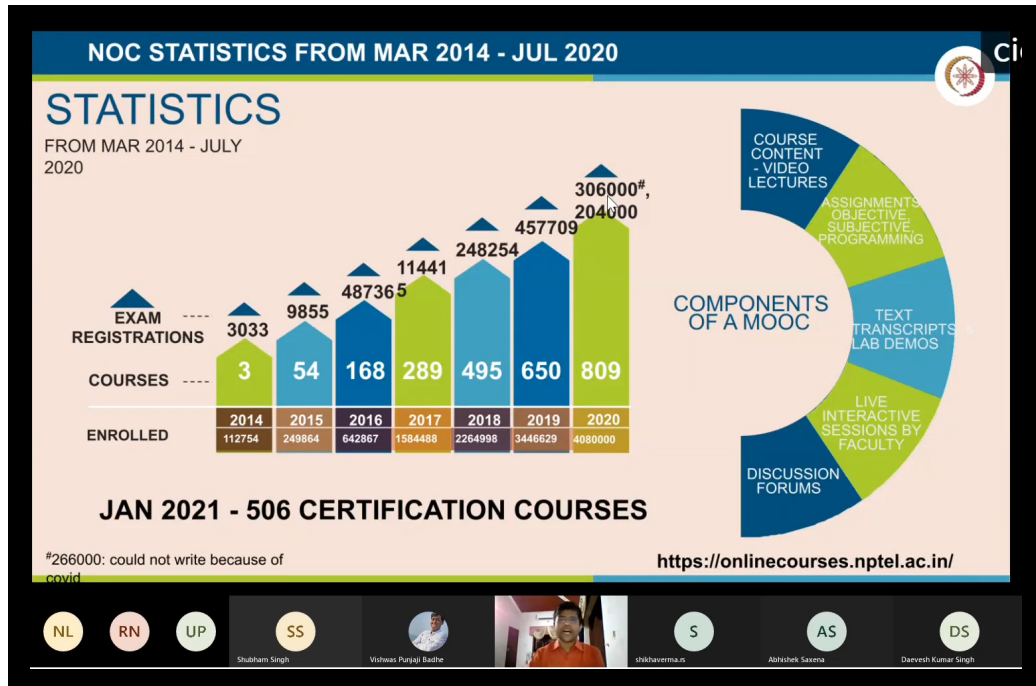 NOC STATISTICS FROM MAR 2014 - JUL 2020
cic
STATISTICS
FROM MAR 2014 - JULY
2020
306000#,
204000
457709
248254
11441
5
48736
9855
3033
EXAM
REGISTRATIONS
COURSES
3 54 168 289 495 650 809
2014 2015 2016 2017 2018 2019 2020
ENROLLED
112754 249864 642867 1584488 2264998 3446629 4080000
JAN 2021 - 506 CERTIFICATION COURSES
#266000: could not write because of
covid
COURSE
CONTENT
- VIDEO
LECTURES
ASSIGNMENTS
OBJECTIVE,
SUBJECTIVE,
PROGRAMMING
COMPONENTS
OF A MOOC
TEXT
TRANSCRIPTS &
LAB DEMOS
LIVE
INTERACTIVE
SESSIONS BY
FACULTY
DISCUSSION
FORUMS
https://onlinecourses.nptel.ac.in/
NL RN UP SS S AS DS
Shubham Singh
Vishwas Punjaji Badhe
shikhaverma.rs
Abhishek Saxena
Daevesh Kumar Singh